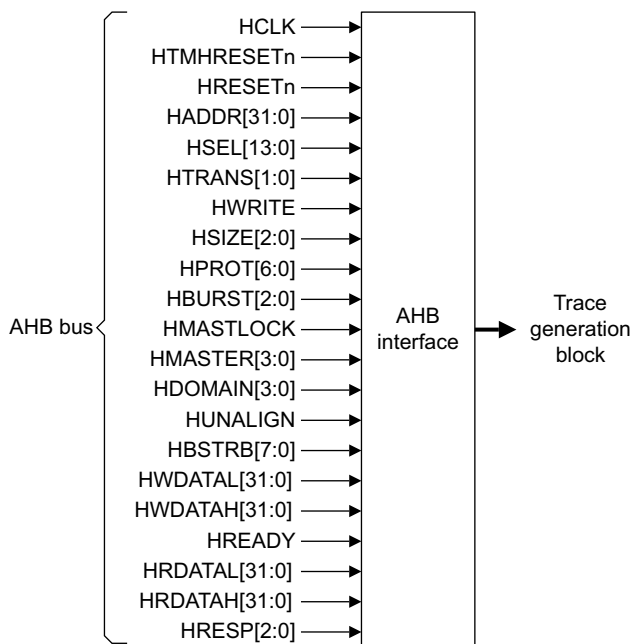 HCLK
HTMHRESETn
HRESETn
HADDR[31:0]
HSEL[13:0]
HTRANS[1:0]
HWRITE
HSIZE[2:0]
HPROT[6:0]
HBURST[2:0]
AHB bus
HMASTLOCK
HMASTER[3:0]
HDOMAIN[3:0]
HUNALIGN
HBSTRB[7:0]
HWDATAL[31:0]
HWDATAH[31:0]
HREADY
HRDATAL[31:0]
HRDATAH[31:0]
HRESP[2:0]
AHB
interface
Trace
generation
block